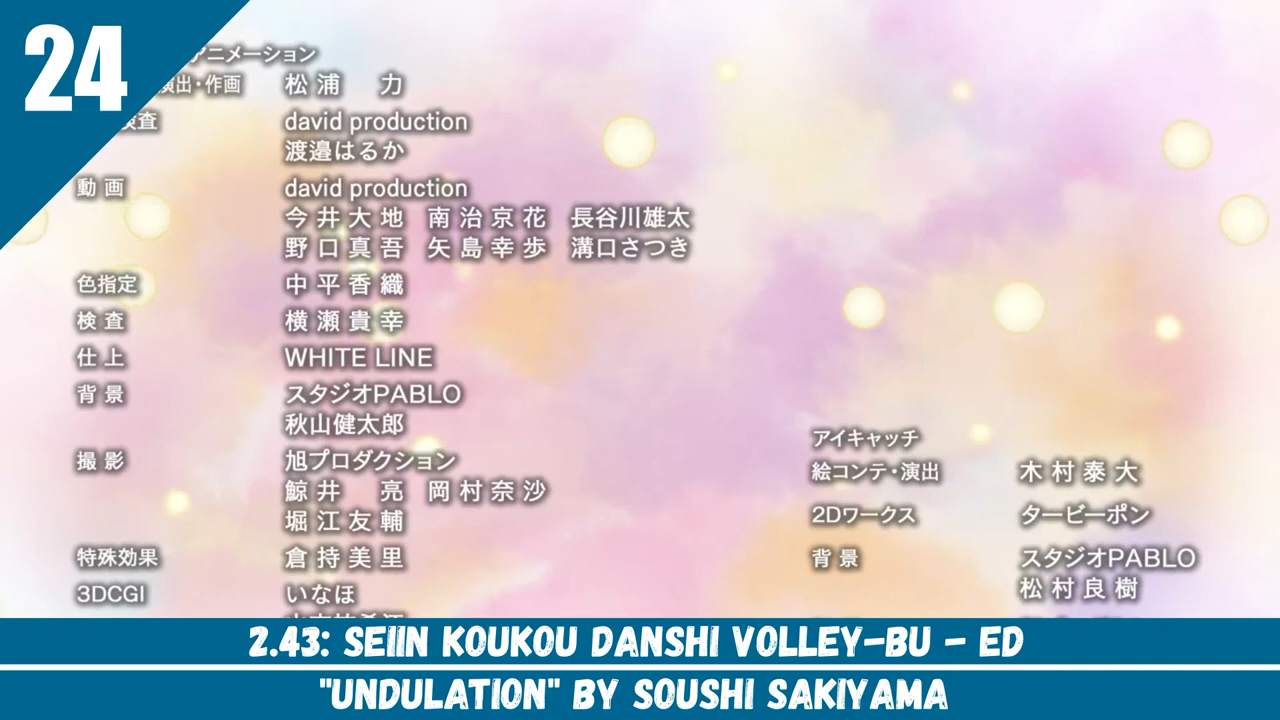 24
アニメーション
演出・作画 松浦 力
検査 david production
渡邉はるか
動画 david production
今井大地 南治京花 長谷川雄太
野口真吾 矢島幸歩 溝口さつき
色指定 中平香織
検査 横瀬貴幸
仕上 WHITE LINE
背景 スタジオPABLO
秋山健太郎
撮影 旭プロダクション
鯨井 亮 岡村奈沙
堀江友輔
特殊効果 倉持美里
3DCGI いなほ
アイキャッチ
絵コンテ・演出 木村泰大
2Dワークス タービーポン
背景 スタジオPABLO
松村良樹
2.43: SEIIN KOUKOU DANSHI VOLLEY-BU - ED
"UNDULATION" BY SOUSHI SAKIYAMA